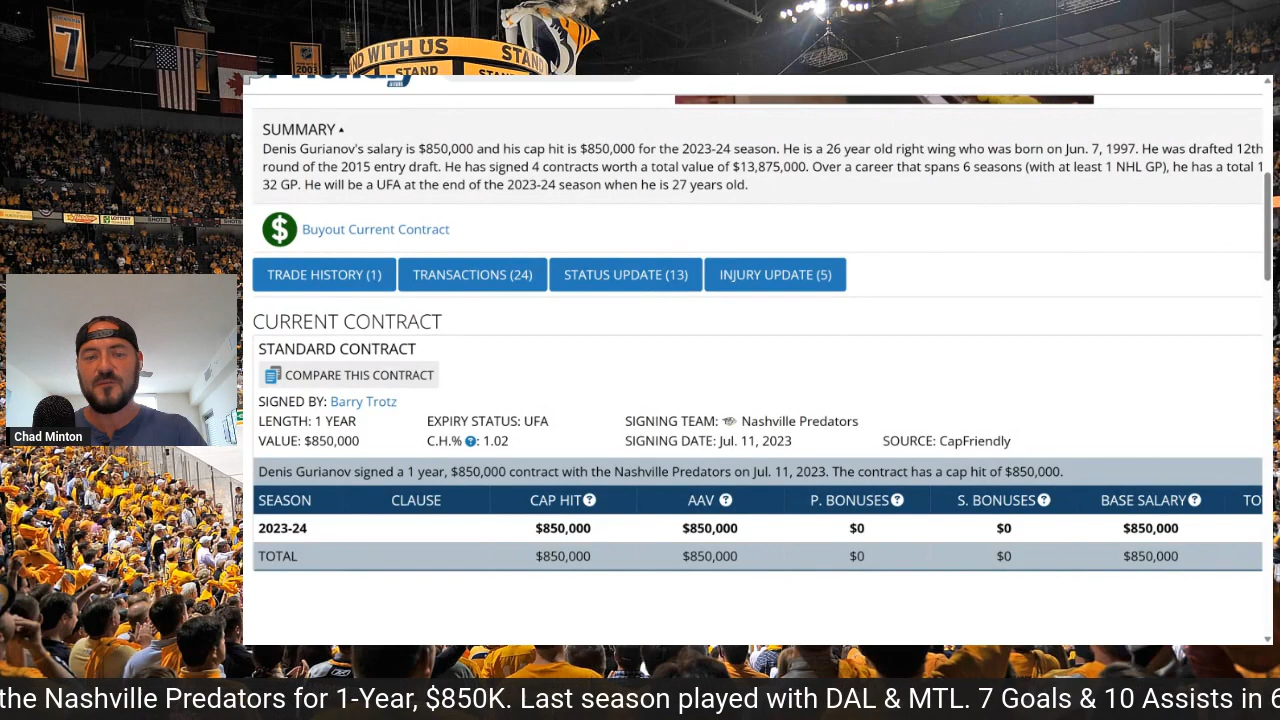 7
2003
ND WITH US
STAND
STAND
SUMMARY
Denis Gurianov's salary is $850,000 and his cap hit is $850,000 for the 2023-24 season. He is a 26 year old right wing who was born on Jun. 7, 1997. He was drafted 12th
round of the 2015 entry draft. He has signed 4 contracts worth a total value of $13,875,000. Over a career that spans 6 seasons (with at least 1 NHL GP), he has a total 1
32 GP. He will be a UFA at the end of the 2023-24 season when he is 27 years old.
$ Buyout Current Contract
TRADE HISTORY (1) TRANSACTIONS (24) STATUS UPDATE (13) INJURY UPDATE (5)
CURRENT CONTRACT
STANDARD CONTRACT
COMPARE THIS CONTRACT
SIGNED BY: Barry Trotz
LENGTH: 1 YEAR EXPIRY STATUS: UFA SIGNING TEAM: Nashville Predators
VALUE: $850,000 C.H.% ?: 1.02 SIGNING DATE: Jul. 11, 2023 SOURCE: CapFriendly
Denis Gurianov signed a 1 year, $850,000 contract with the Nashville Predators on Jul. 11, 2023. The contract has a cap hit of $850,000.
SEASON CLAUSE CAP HIT ? AAV ? P. BONUSES ? S. BONUSES ? BASE SALARY ? TO
2023-24 $850,000 $850,000 $0 $0 $850,000
TOTAL $850,000 $850,000 $0 $0 $850,000
Chad Minton
the Nashville Predators for 1-Year, $850K. Last season played with DAL & MTL. 7 Goals & 10 Assists in 6